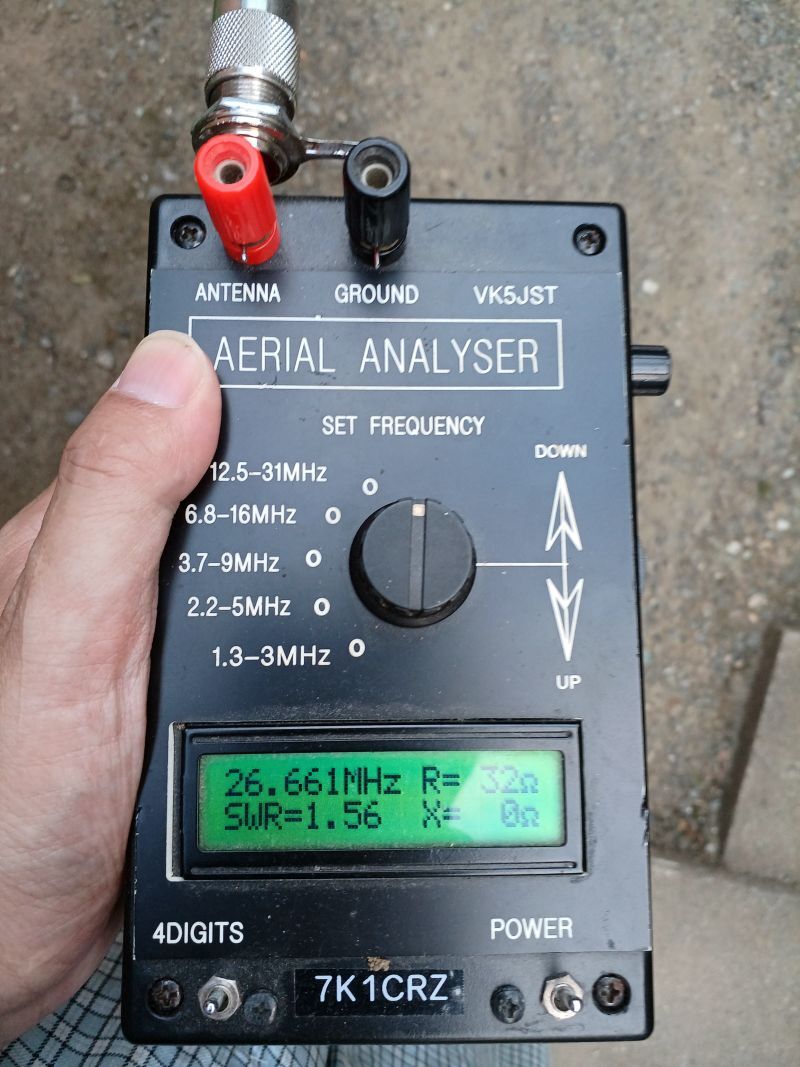 ANTENNA GROUND VK5JST
AERIAL ANALYSER
SET FREQUENCY
DOWN
12.5-31MHz
6.8-16MHz
3.7-9MHz
2.2-5MHz
1.3-3MHz
UP
26.661MHz R= 32Ω
SWR=1.56 X= 0Ω
4DIGITS POWER
7K1CRZ